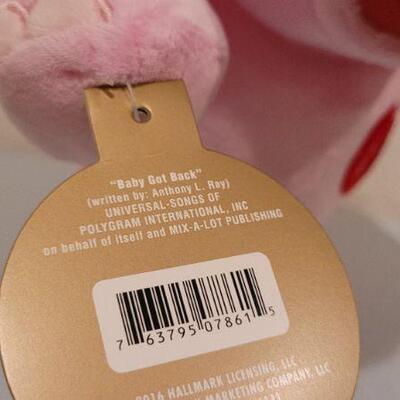 "Baby Got Back"
(written by: Anthony L. Ray)
UNIVERSAL-SONGS OF
POLYGRAM INTERNATIONAL, INC
on behalf of itself and MIX-A-LOT PUBLISHING
7 63795 07861 5
2016 HALLMARK LICENSING, LLC
MARKETING COMPANY, LLC